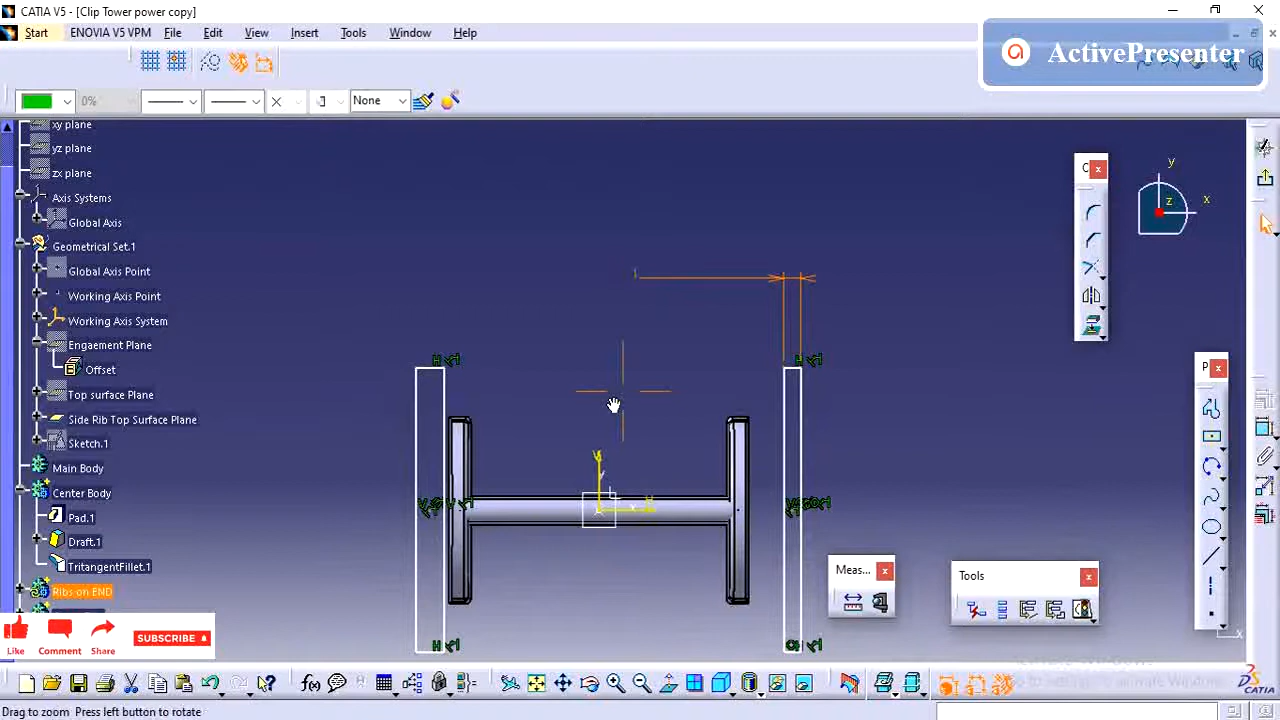 CATIA V5 - [Clip Tower power copy]
Start ENOVIA V5 VPM File Edit View Insert Tools Window Help
ActivePresenter
0% None
xy plane
yz plane
zx plane
Axis Systems
Global Axis
Geometrical Set.1
Global Axis Point
Working Axis Point
Working Axis System
Engaement Plane
Offset
Top surface Plane
Side Rib Top Surface Plane
Sketch.1
Main Body
Center Body
Pad.1
Draft.1
TritangentFillet.1
Ribs on END
C
y
x
z
P
H H
V V
x
H
Meas...
Tools
Like Comment Share SUBSCRIBE
f(x)
DS CATIA
Drag to zoom Press left button to rotate